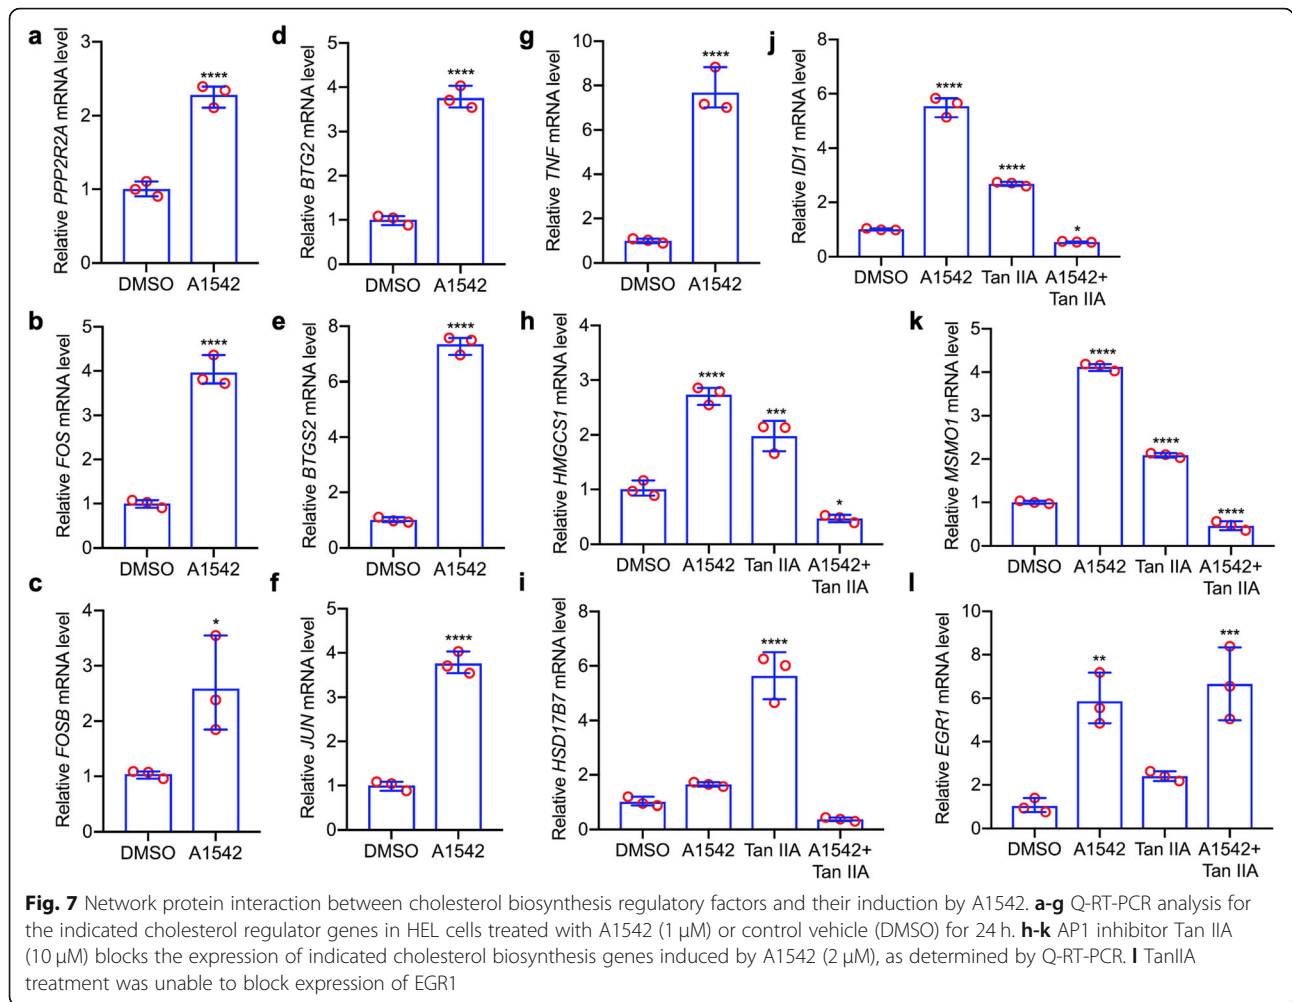 a
Relative PPP2R2A mRNA level
3
2
1
0
****
DMSO A1542
d
Relative BTG2 mRNA level
5
4
3
2
1
0
****
DMSO A1542
g
Relative TNF mRNA level
10
8
6
4
2
0
****
DMSO A1542
j
Relative IDI1 mRNA level
8
6
4
2
0
****
****
*
DMSO A1542 Tan IIA A1542+
Tan IIA
b
Relative FOS mRNA level
5
4
3
2
1
0
****
DMSO A1542
e
Relative BTGS2 mRNA level
8
6
4
2
0
****
DMSO A1542
h
Relative HMGCS1 mRNA level
4
3
2
1
0
****
***
*
DMSO A1542 Tan IIA A1542+
Tan IIA
k
Relative MSMO1 mRNA level
5
4
3
2
1
0
****
****
****
DMSO A1542 Tan IIA A1542+
Tan IIA
c
Relative FOSB mRNA level
4
3
2
1
0
*
DMSO A1542
f
Relative JUN mRNA level
5
4
3
2
1
0
****
DMSO A1542
i
Relative HSD17B7 mRNA level
8
6
4
2
0
****
DMSO A1542 Tan IIA A1542+
Tan IIA
l
Relative EGR1 mRNA level
10
8
6
4
2
0
**
***
DMSO A1542 Tan IIA A1542+
Tan IIA
Fig. 7 Network protein interaction between cholesterol biosynthesis regulatory factors and their induction by A1542. a-g Q-RT-PCR analysis for
the indicated cholesterol regulator genes in HEL cells treated with A1542 (1 μM) or control vehicle (DMSO) for 24 h. h-k AP1 inhibitor Tan IIA
(10 μM) blocks the expression of indicated cholesterol biosynthesis genes induced by A1542 (2 μM), as determined by Q-RT-PCR. l TanIIA
treatment was unable to block expression of EGR1